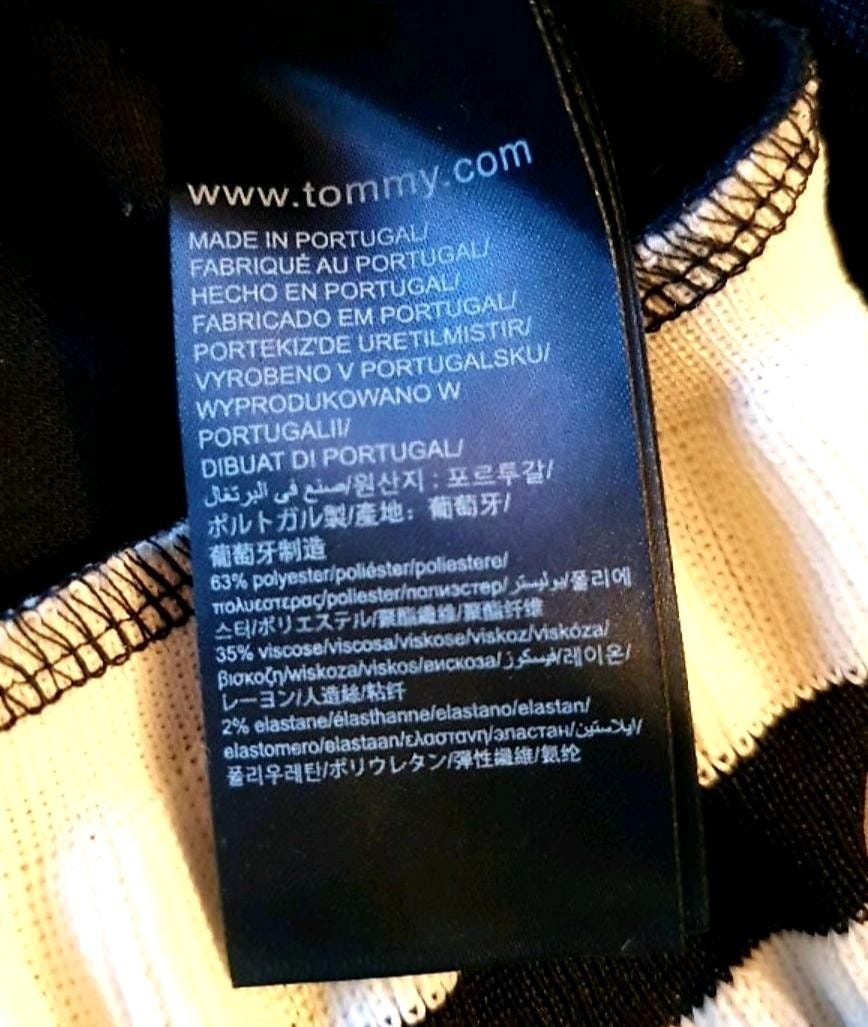 www.tommy.com
MADE IN PORTUGAL/
FABRIQUÉ AU PORTUGAL/
HECHO EN PORTUGAL/
FABRICADO EM PORTUGAL/
PORTEKIZ'DE URETILMISTIR/
VYROBENO V PORTUGALSKU/
WYPRODUKOWANO W
PORTUGALII/
DIBUAT DI PORTUGAL/
صنع في البرتغال/원산지 : 포르투갈/
ポルトガル製/產地：葡萄牙/
葡萄牙制造
63% polyester/poliéster/poliestere/
πολυεστερας/poliester/полиэстер/بوليستر/폴리에
스터/ポリエステル/聚酯纖維/聚酯纤维
35% viscose/viscosa/viskose/viskoz/viskóza/
βισκοζη/wiskoza/viskos/вискоза/فيسكوز/레이온/
レーヨン/人造絲/粘纤
2% elastane/élasthanne/elastano/elastan/
elastomero/elastaan/ελαστανη/эластан/ايلاستين/
폴리우레탄/ポリウレタン/彈性纖維/氨纶